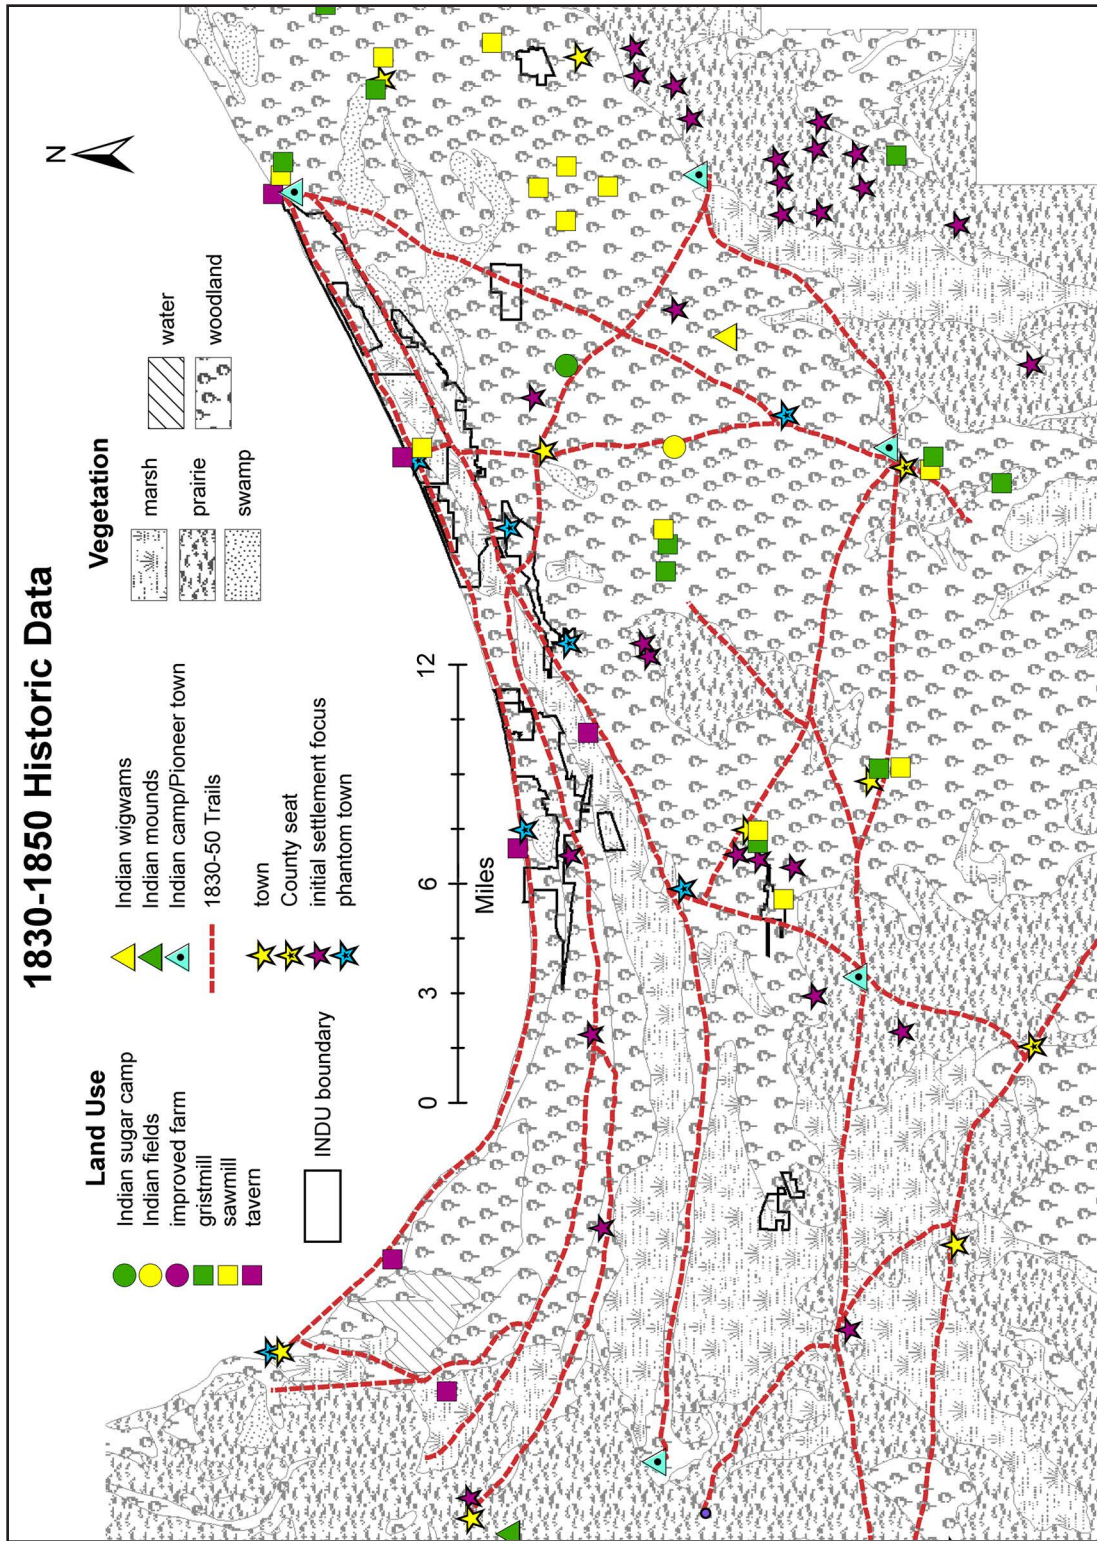 1830-1850 Historic Data
N
Land Use
Indian sugar camp
Indian fields
improved farm
gristmill
sawmill
tavern
INDU boundary
Indian wigwams
Indian mounds
Indian camp/Pioneer town
1830-50 Trails
town
County seat
initial settlement focus
phantom town
Vegetation
marsh
prairie
swamp
water
woodland
0
3
6
12
Miles